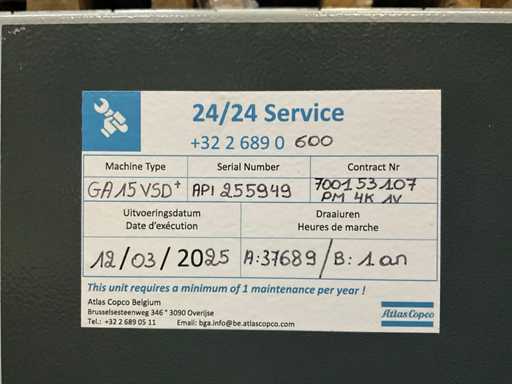 24/24 Service
+32 2 689 0 600
Machine Type Serial Number Contract Nr
GA15VSD+ API 255949 700153107
PM 4K 1V
Uitvoeringsdatum Draaiuren
Date d'exécution Heures de marche
12/03/2025 A:37689/B: 1 an
This unit requires a minimum of 1 maintenance per year !
Atlas Copco Belgium
Brusselsesteenweg 346 * 3090 Overijse
Tel.: +32 2 689 05 11 Email: bga.info@be.atlascopco.com
Atlas Copco